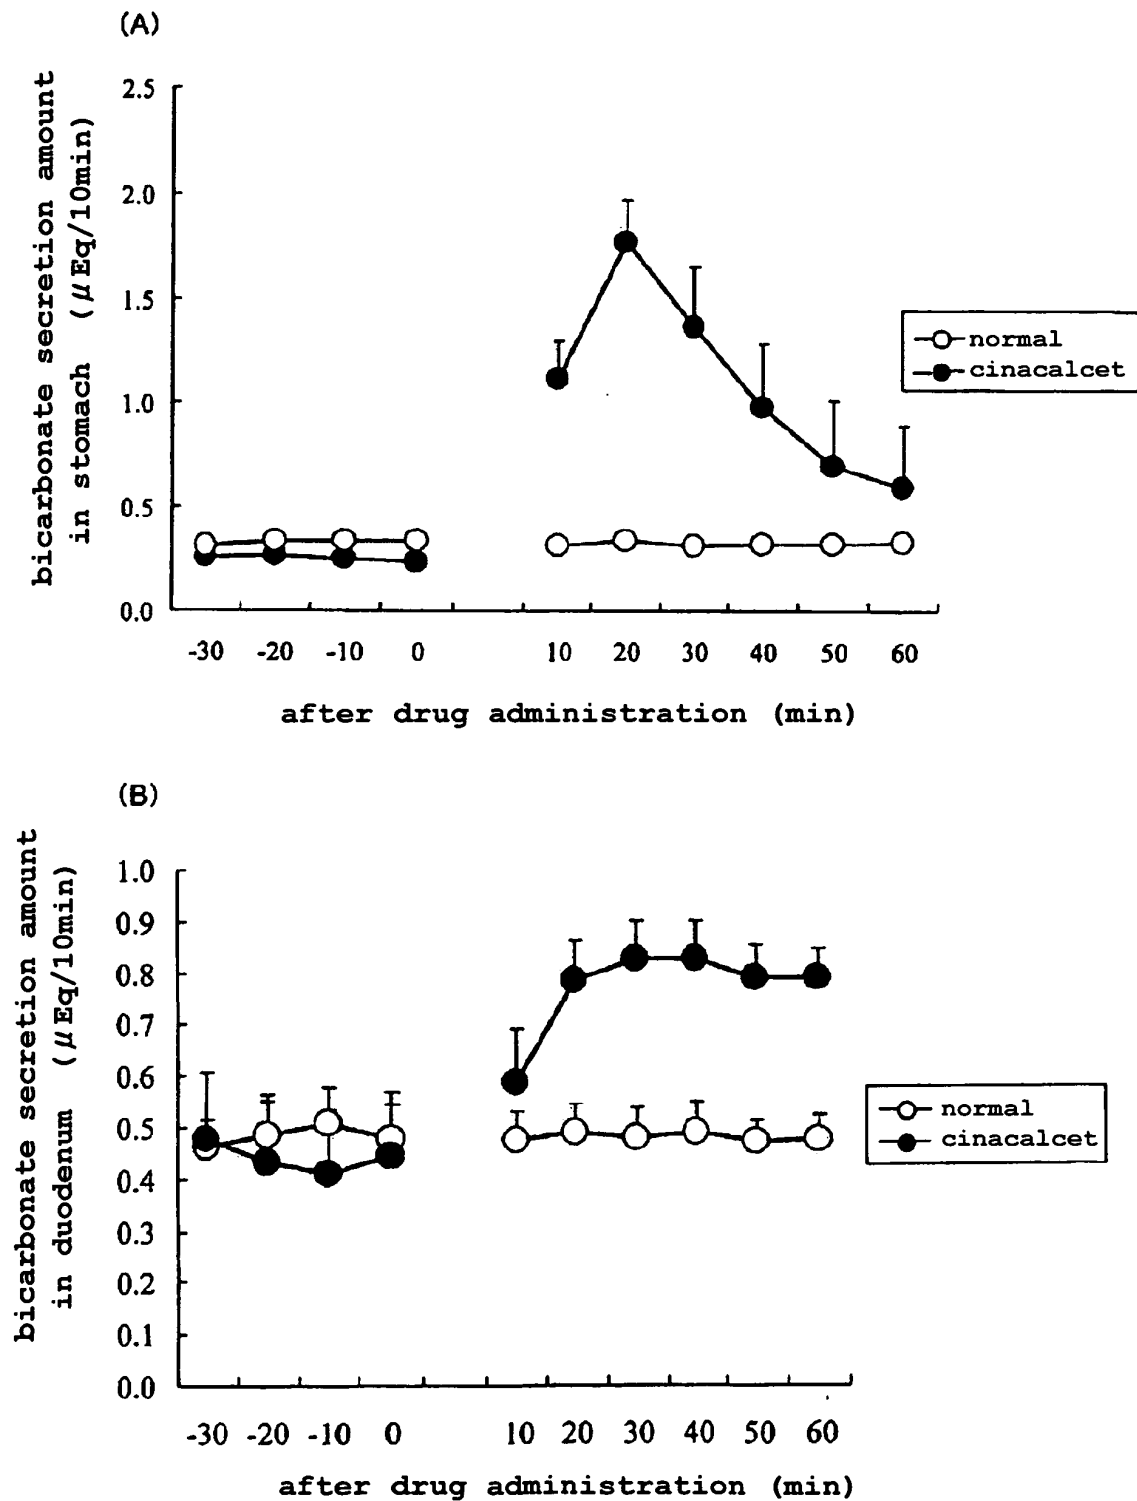 (A)
bicarbonate secretion amount
in stomach (μEq/10min)
2.5
2.0
1.5
1.0
0.5
0.0
normal
cinacalcet
-30 -20 -10 0 10 20 30 40 50 60
after drug administration (min)
(B)
bicarbonate secretion amount
in duodenum (μEq/10min)
1.0
0.9
0.8
0.7
0.6
0.5
0.4
0.3
0.2
0.1
0.0
normal
cinacalcet
-30 -20 -10 0 10 20 30 40 50 60
after drug administration (min)